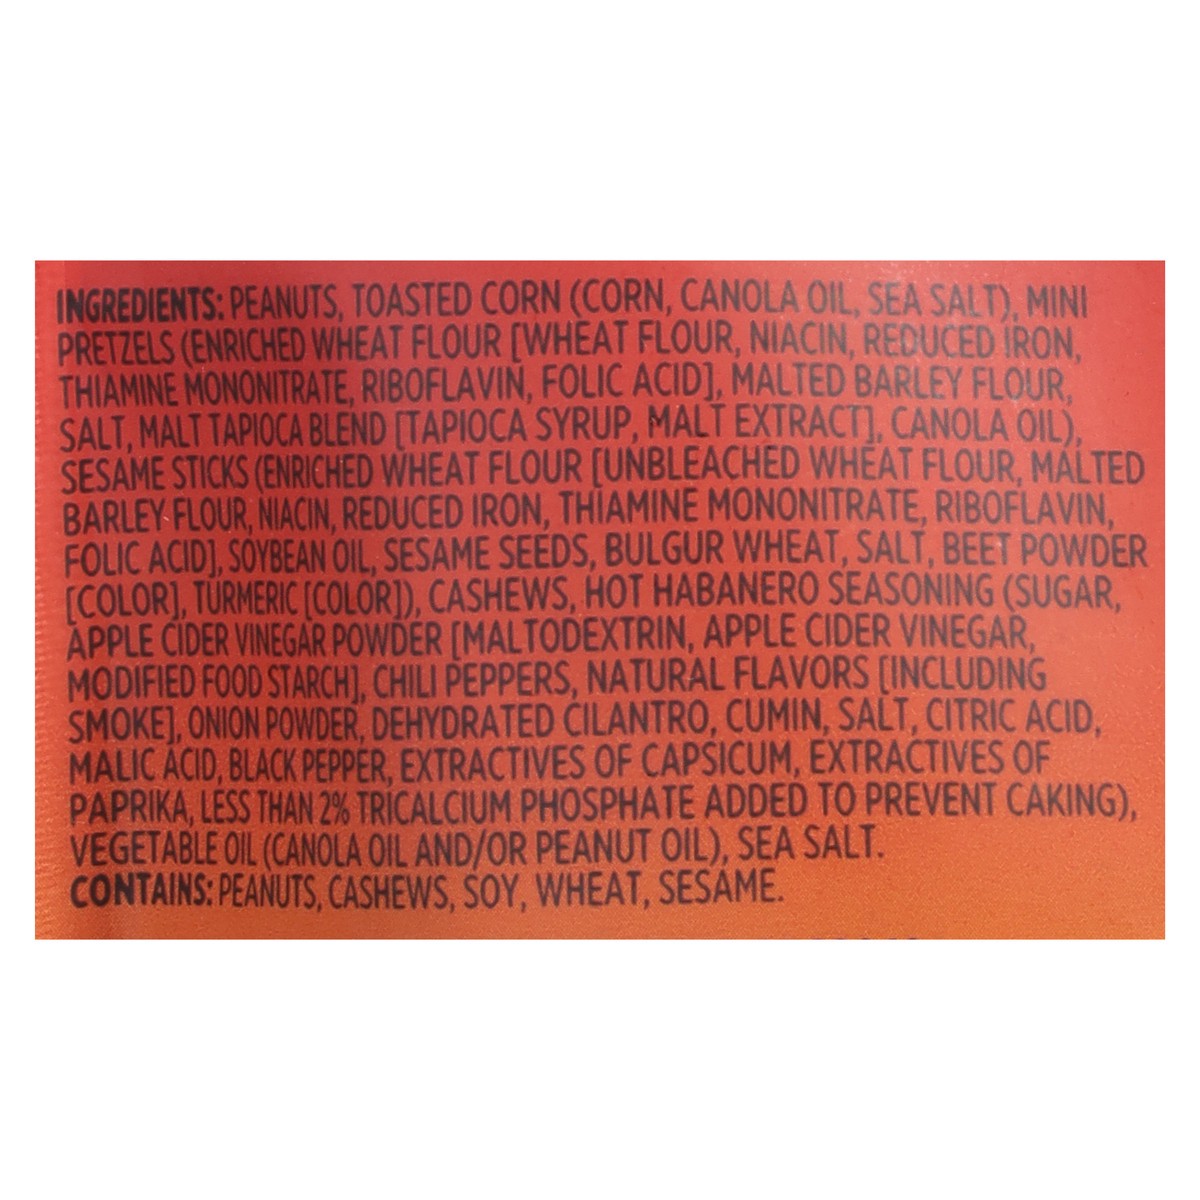 INGREDIENTS: PEANUTS, TOASTED CORN (CORN, CANOLA OIL, SEA SALT), MINI
PRETZELS (ENRICHED WHEAT FLOUR [WHEAT FLOUR, NIACIN, REDUCED IRON,
THIAMINE MONONITRATE, RIBOFLAVIN, FOLIC ACID], MALTED BARLEY FLOUR,
SALT, MALT TAPIOCA BLEND [TAPIOCA SYRUP, MALT EXTRACT], CANOLA OIL),
SESAME STICKS (ENRICHED WHEAT FLOUR [UNBLEACHED WHEAT FLOUR, MALTED
BARLEY FLOUR, NIACIN, REDUCED IRON, THIAMINE MONONITRATE, RIBOFLAVIN,
FOLIC ACID], SOYBEAN OIL, SESAME SEEDS, BULGUR WHEAT, SALT, BEET POWDER
[COLOR], TURMERIC [COLOR]), CASHEWS, HOT HABANERO SEASONING (SUGAR,
APPLE CIDER VINEGAR POWDER [MALTODEXTRIN, APPLE CIDER VINEGAR,
MODIFIED FOOD STARCH], CHILI PEPPERS, NATURAL FLAVORS [INCLUDING
SMOKE], ONION POWDER, DEHYDRATED CILANTRO, CUMIN, SALT, CITRIC ACID,
MALIC ACID, BLACK PEPPER, EXTRACTIVES OF CAPSICUM, EXTRACTIVES OF
PAPRIKA, LESS THAN 2% TRICALCIUM PHOSPHATE ADDED TO PREVENT CAKING),
VEGETABLE OIL (CANOLA OIL AND/OR PEANUT OIL), SEA SALT.
CONTAINS: PEANUTS, CASHEWS, SOY, WHEAT, SESAME.